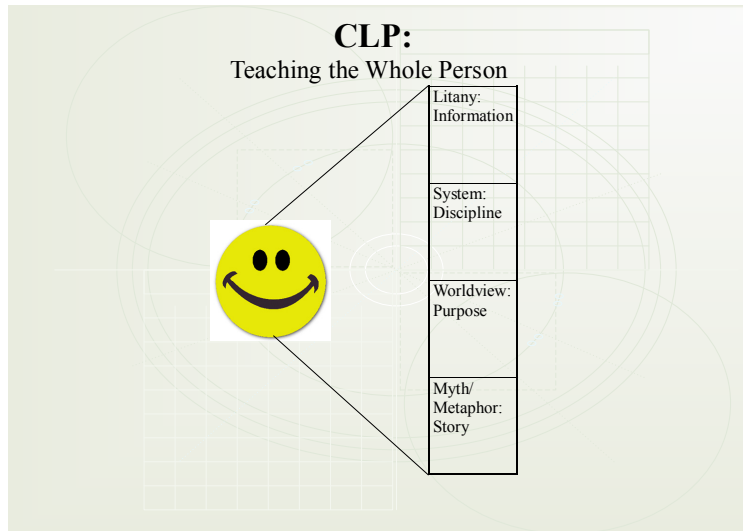 CLP:
Teaching the Whole Person
Litany:
Information
System:
Discipline
Worldview:
Purpose
Myth/
Metaphor:
Story